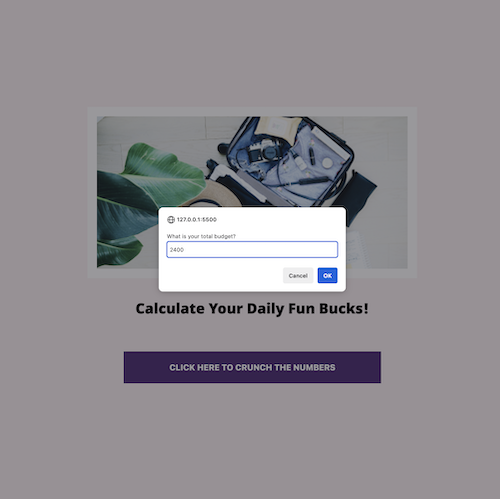 127.0.0.1:5500
What is your total budget?
2400
Cancel
OK
Calculate Your Daily Fun Bucks!
CLICK HERE TO CRUNCH THE NUMBERS